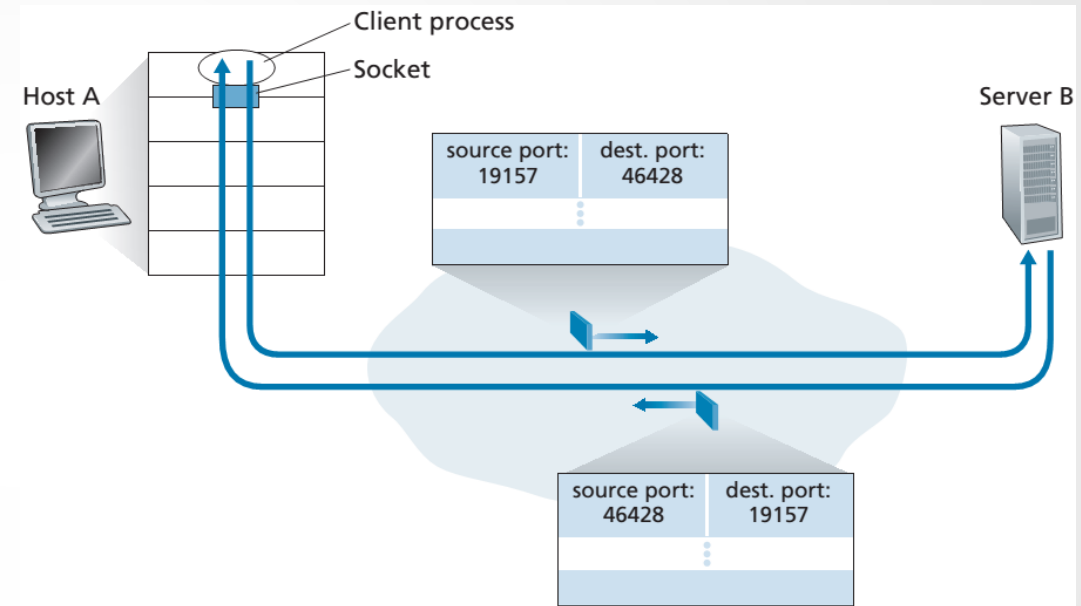 Client process
Socket
Host A
Server B
source port:
19157
dest. port:
46428
source port:
46428
dest. port:
19157